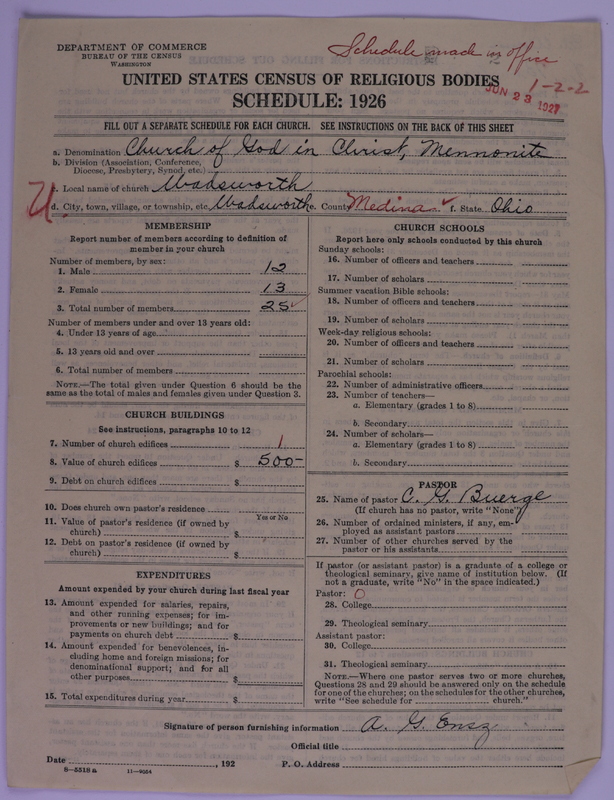 DEPARTMENT OF COMMERCE
BUREAU OF THE CENSUS
WASHINGTON
Schedule made in office
UNITED STATES CENSUS OF RELIGIOUS BODIES
1-2-2
JUN 23 1927
SCHEDULE: 1926
FILL OUT A SEPARATE SCHEDULE FOR EACH CHURCH. SEE INSTRUCTIONS ON THE BACK OF THIS SHEET
a. Denomination Church of God in Christ, Mennonite
b. Division (Association, Conference, Diocese, Presbytery, Synod, etc.)
c. Local name of church Wadsworth
U. d. City, town, village, or township, etc. Wadsworth e. County Medina ✓ f. State Ohio
MEMBERSHIP
Report number of members according to definition of
member in your church
Number of members, by sex:
1. Male 12
2. Female 13
3. Total number of members 25 ✓
Number of members under and over 13 years old:
4. Under 13 years of age
5. 13 years old and over
6. Total number of members
NOTE.—The total given under Question 6 should be the
same as the total of males and females given under Question 3.
CHURCH BUILDINGS
See instructions, paragraphs 10 to 12
7. Number of church edifices 1
8. Value of church edifices $ 500-
9. Debt on church edifices $
10. Does church own pastor's residence
Yes or No
11. Value of pastor's residence (if owned by
church) $
12. Debt on pastor's residence (if owned by
church) $
EXPENDITURES
Amount expended by church during last fiscal year
13. Amount expended for salaries, repairs,
and other running expenses; for im-
provements or new buildings; and for
payments on church debt $
14. Amount expended for benevolences, in-
cluding home and foreign missions; for
denominational support; and for all
other purposes $
15. Total expenditures during year $
CHURCH SCHOOLS
Report here only schools conducted by this church
Sunday schools:
16. Number of officers and teachers
17. Number of scholars
Summer vacation Bible schools:
18. Number of officers and teachers
19. Number of scholars
Week-day religious schools:
20. Number of officers and teachers
21. Number of scholars
Parochial schools:
22. Number of administrative officers
23. Number of teachers—
a. Elementary (grades 1 to 8)
b. Secondary
24. Number of scholars—
a. Elementary (grades 1 to 8)
b. Secondary
PASTOR
25. Name of pastor C. G. Buerge
(If church has no pastor, write "None")
26. Number of ordained ministers, if any, em-
ployed as assistant pastors
27. Number of other churches served by the
pastor or his assistants
If pastor (or assistant pastor) is a graduate of a college or
theological seminary, give name of institution below. (If
not a graduate, write "No" in the space indicated.)
Pastor: 0
28. College
29. Theological seminary
Assistant pastor:
30. College
31. Theological seminary
NOTE.—Where one pastor serves two or more churches,
Questions 28 and 29 should be answered only on the schedule
for one of the churches; on the schedules for the other churches,
write "See schedule for church."
Signature of person furnishing information A. G. Ensz
Official title
Date , 192 P. O. Address
8-5518 a 11-9564